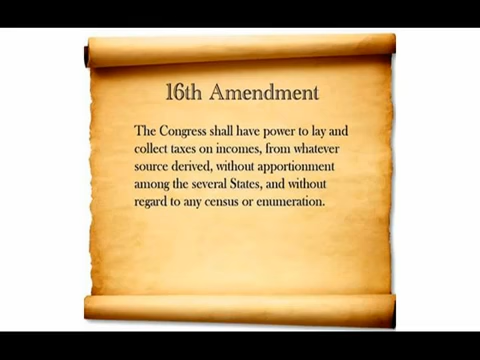 16th Amendment
The Congress shall have power to lay and
collect taxes on incomes, from whatever
source derived, without apportionment
among the several States, and without
regard to any census or enumeration.